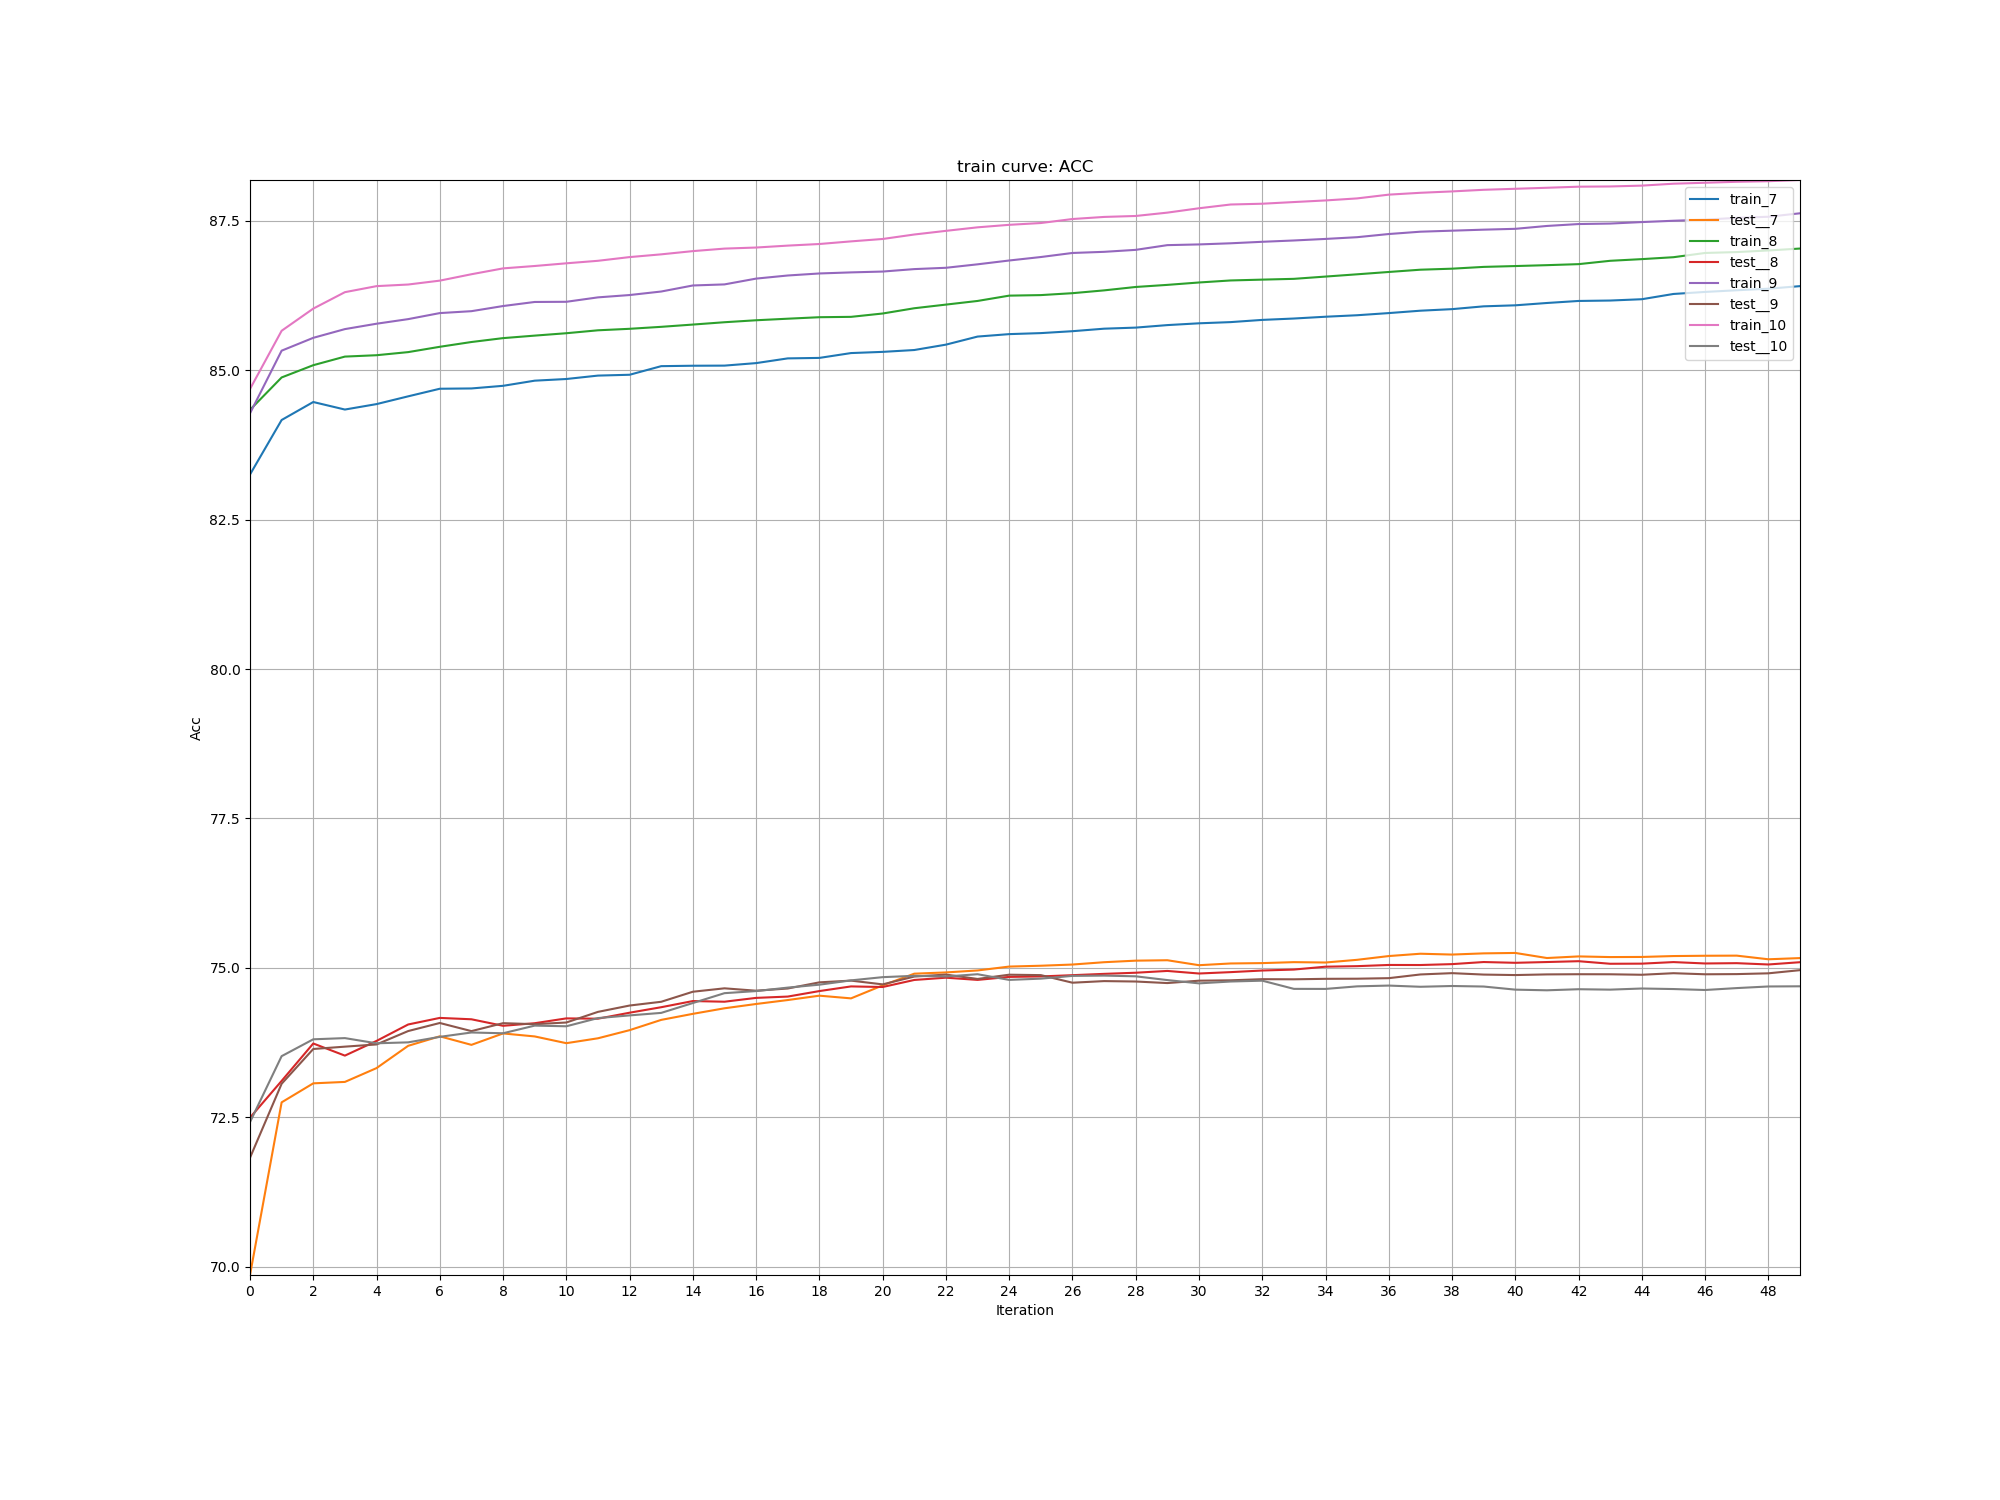 train curve: ACC
87.5
85.0
82.5
80.0
77.5
75.0
72.5
70.0
Acc
train_7
test__7
train_8
test__8
train_9
test__9
train_10
test__10
0 2 4 6 8 10 12 14 16 18 20 22 24 26 28 30 32 34 36 38 40 42 44 46 48
Iteration